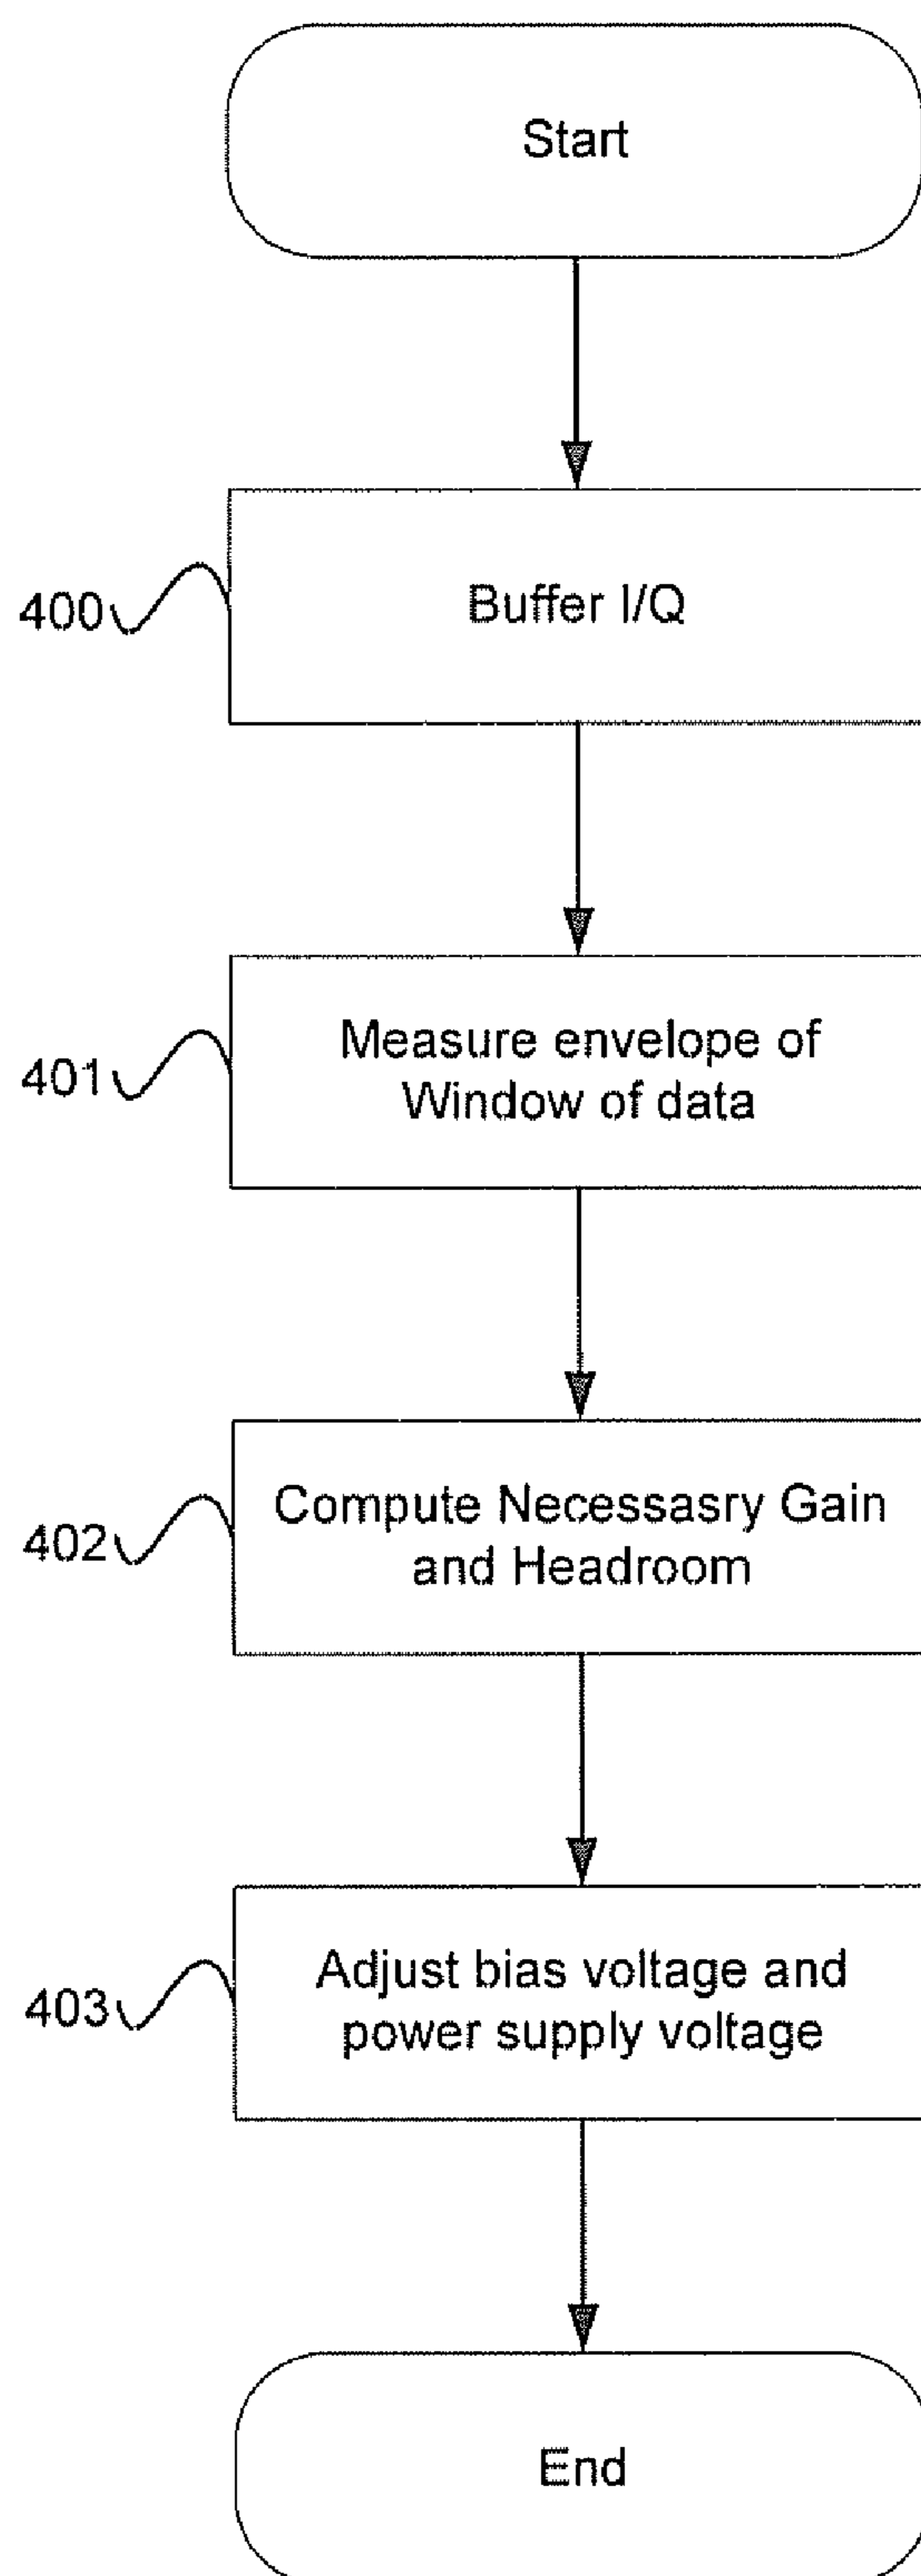 Start
400
Buffer I/Q
401
Measure envelope of
Window of data
402
Compute Necessasry Gain
and Headroom
403
Adjust bias voltage and
power supply voltage
End